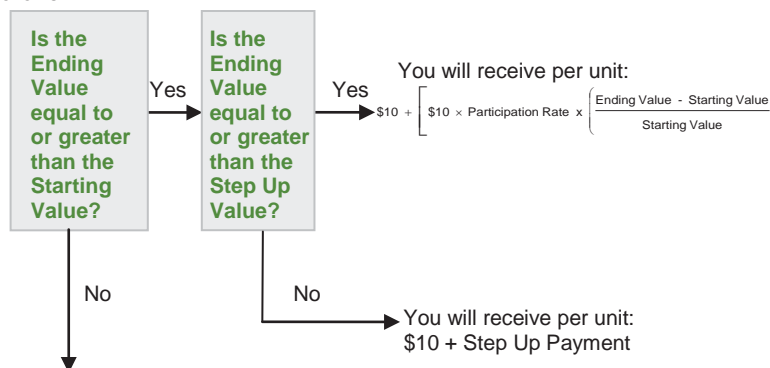 Is the
Ending
Value
equal to
or greater
than the
Starting
Value?
Yes
Is the
Ending
Value
equal to
or greater
than the
Step Up
Value?
Yes
You will receive per unit:
$10 + [ $10 × Participation Rate x ( Ending Value - Starting Value
Starting Value
No
No
You will receive per unit:
$10 + Step Up Payment